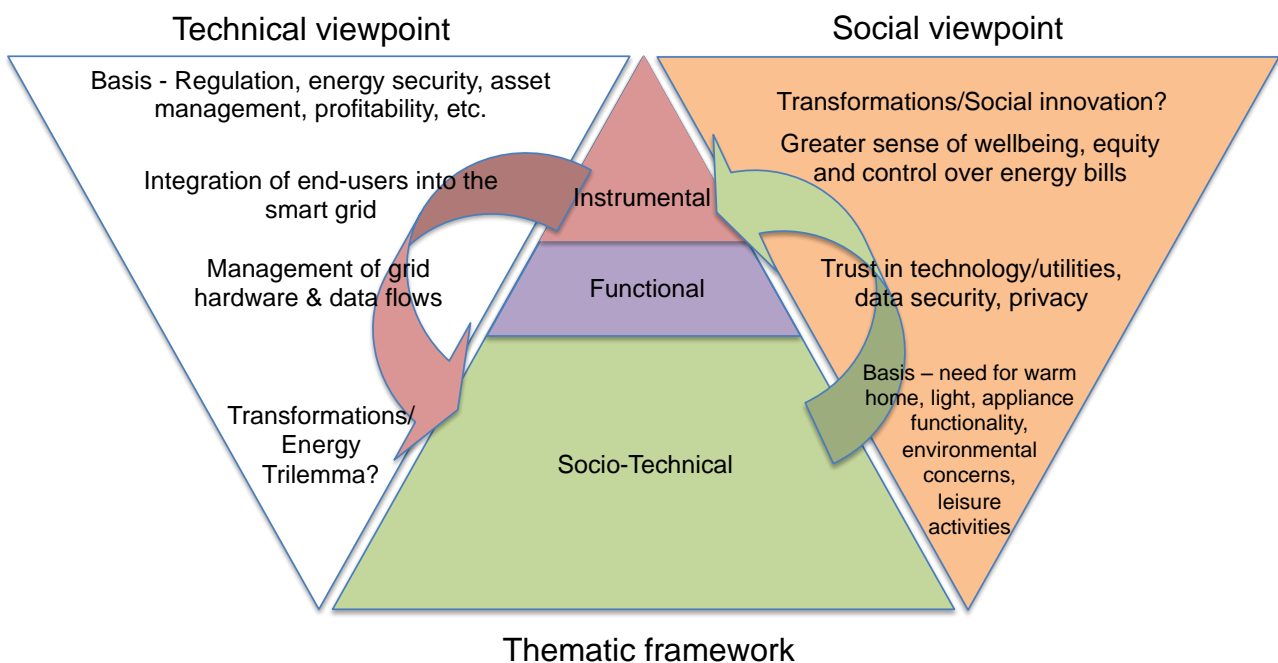 Technical viewpoint
Social viewpoint
Basis - Regulation, energy security, asset
management, profitability, etc.
Integration of end-users into the
smart grid
Management of grid
hardware & data flows
Transformations/
Energy
Trilemma?
Instrumental
Functional
Socio-Technical
Transformations/Social innovation?
Greater sense of wellbeing, equity
and control over energy bills
Trust in technology/utilities,
data security, privacy
Basis – need for warm
home, light, appliance
functionality,
environmental
concerns,
leisure
activities
Thematic framework